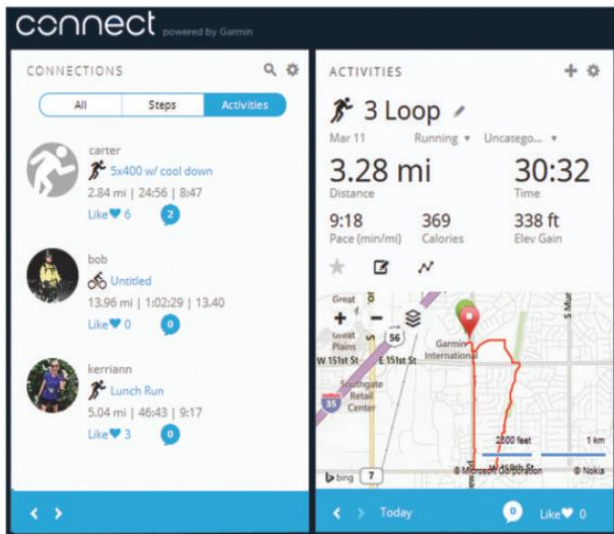 connect powered by Garmin
CONNECTIONS
All Steps Activities
carter
5x400 w/ cool down
2.84 mi | 24:56 | 8:47
Like 6 2
bob
Untitled
13.96 mi | 1:02:29 | 13.40
Like 0 0
kerriann
Lunch Run
5.04 mi | 46:43 | 9:17
Like 3 0
ACTIVITIES
3 Loop
Mar 11 Running Uncatego...
3.28 mi 30:32
Distance Time
9:18 369 338 ft
Pace (min/mi) Calories Elev Gain
Great
Great
Plains
56
S
S Mu
Garmin
International
W 151st St E 151st St
Southgate
Retail
Center
35
2800 feet 1 km
W 159th St
© Microsoft Corporation © Nokia
bing 7
Today 0 Like 0